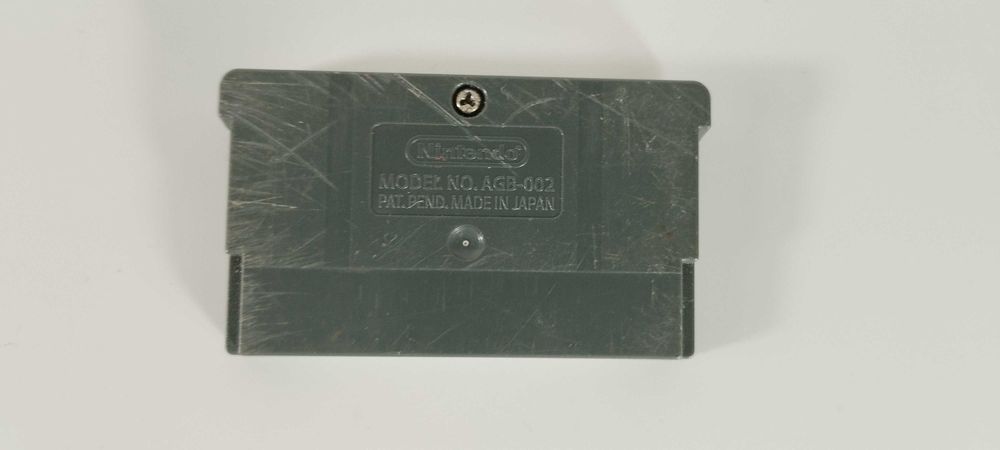 Nintendo
MODEL NO. AGB-002
PAT. PEND. MADE IN JAPAN